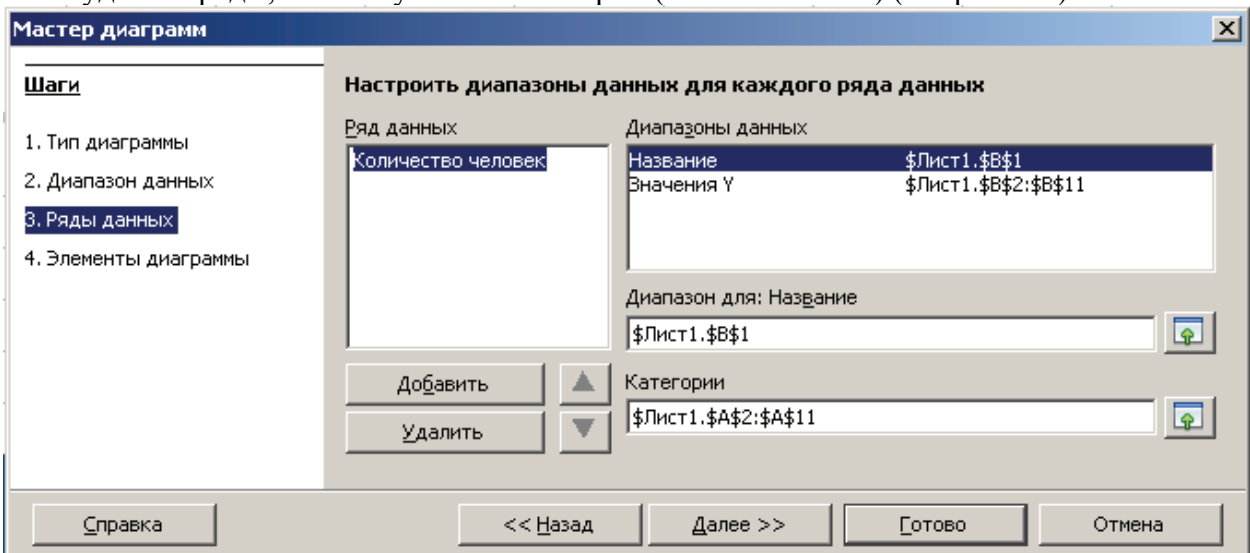 Мастер диаграмм
Шаги
1. Тип диаграммы
2. Диапазон данных
3. Ряды данных
4. Элементы диаграммы
Настроить диапазоны данных для каждого ряда данных
Ряд данных
Количество человек
Добавить
Удалить
Диапазоны данных
Название $Лист1.$B$1
Значения Y $Лист1.$B$2:$B$11
Диапазон для: Название
$Лист1.$B$1
Категории
$Лист1.$A$2:$A$11
Справка
<< Назад
Далее >>
Готово
Отмена